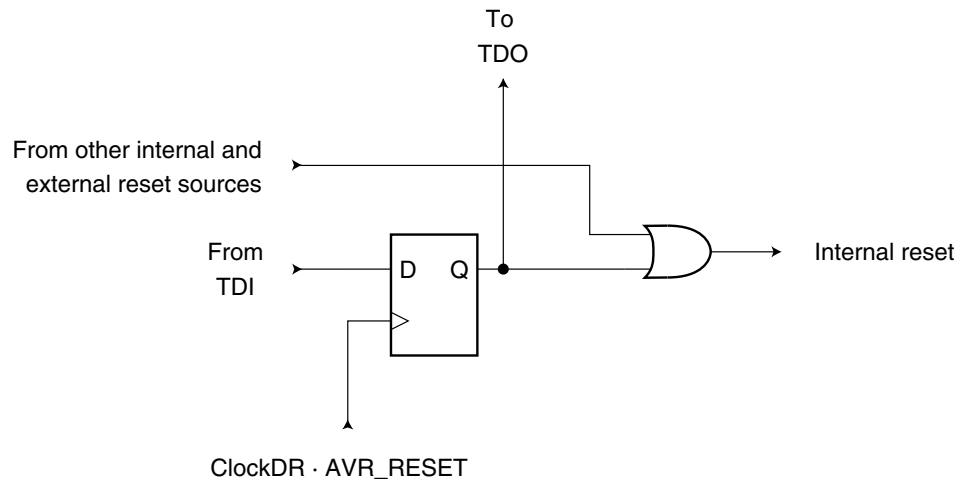 To
TDO
From other internal and
external reset sources
From
TDI
D Q
Internal reset
ClockDR · AVR_RESET